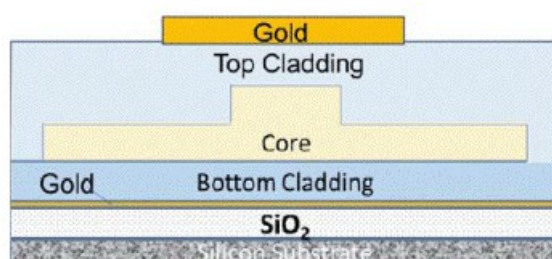 Gold
Top Cladding
Core
Gold
Bottom Cladding
SiO₂
Silicon Substrate